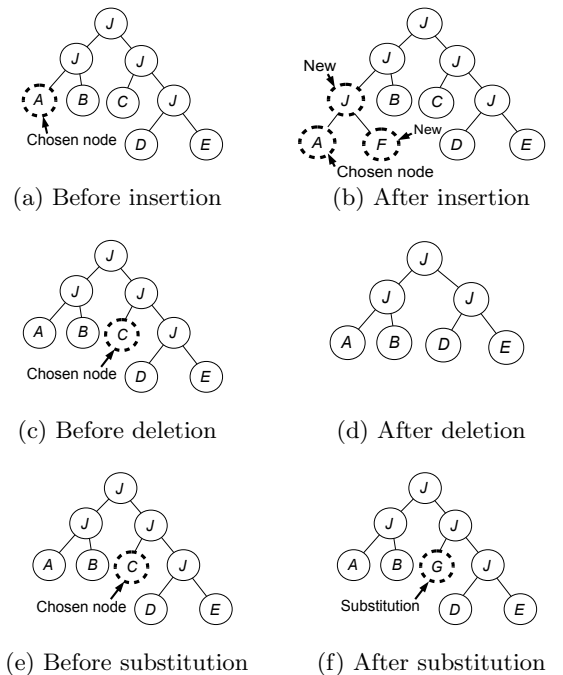 J
J J
A B C J
Chosen node
D E
(a) Before insertion
J
New J J
J B C J
A F New D E
Chosen node
(b) After insertion
J
J J
A B C J
Chosen node
D E
(c) Before deletion
J
J J
A B D E
(d) After deletion
J
J J
A B C J
Chosen node
D E
(e) Before substitution
J
J J
A B G J
Substitution
D E
(f) After substitution